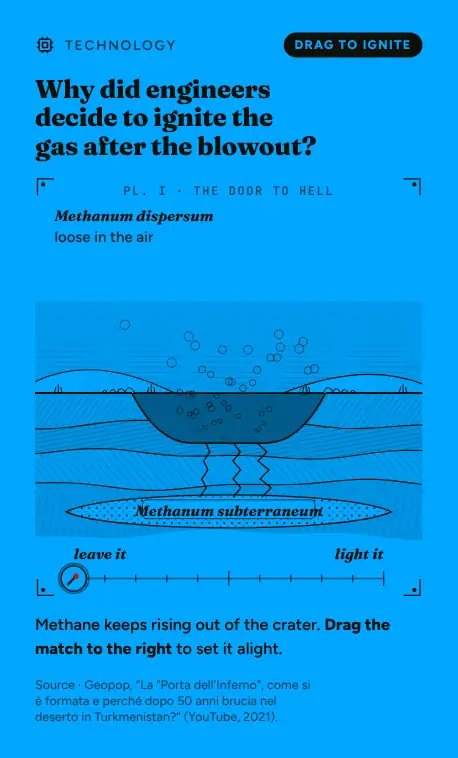 TECHNOLOGY
DRAG TO IGNITE
Why did engineers
decide to ignite the
gas after the blowout?
PL. I · THE DOOR TO HELL
Methanum dispersum
loose in the air
Methanum subterraneum
leave it
light it
Methane keeps rising out of the crater. Drag the
match to the right to set it alight.
Source · Geopop, "La "Porta dell'Inferno", come si
è formata e perché dopo 50 anni brucia nel
deserto in Turkmenistan?" (YouTube, 2021).